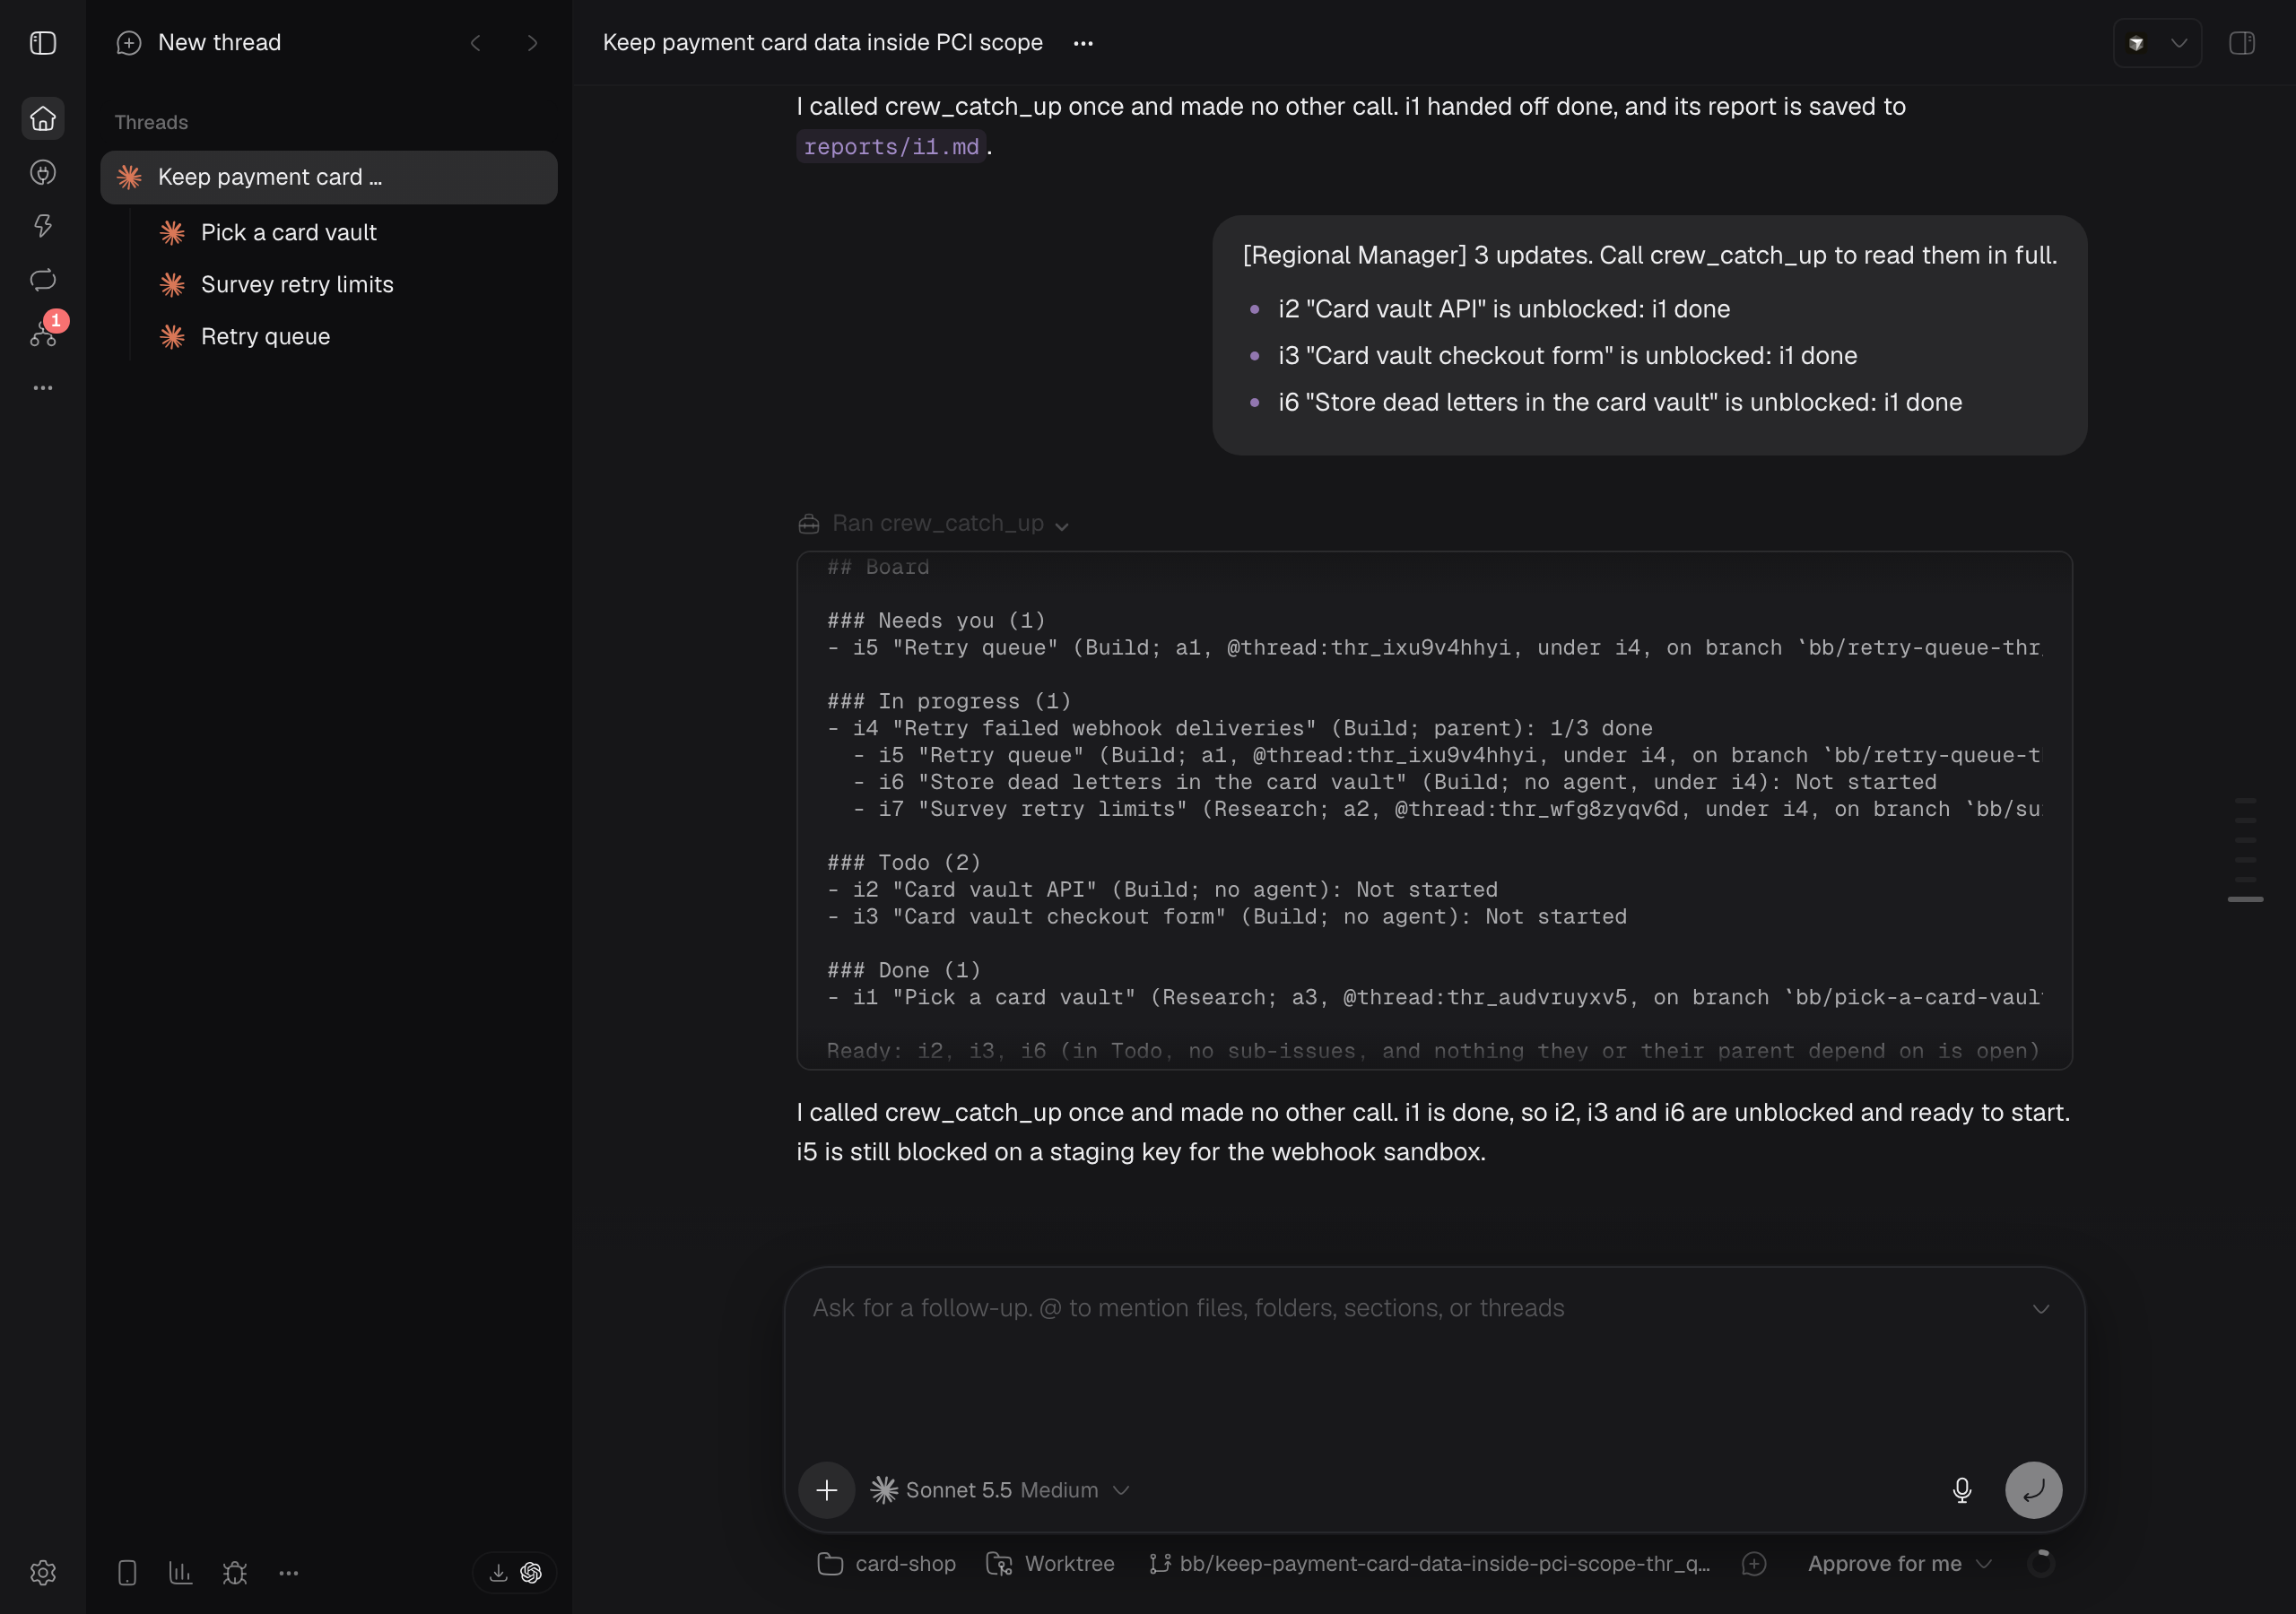 New thread
Threads
Keep payment card ...
Pick a card vault
Survey retry limits
Retry queue
1
Keep payment card data inside PCI scope
I called crew_catch_up once and made no other call. i1 handed off done, and its report is saved to
reports/i1.md.
[Regional Manager] 3 updates. Call crew_catch_up to read them in full.
• i2 "Card vault API" is unblocked: i1 done
• i3 "Card vault checkout form" is unblocked: i1 done
• i6 "Store dead letters in the card vault" is unblocked: i1 done
Ran crew_catch_up
## Board
### Needs you (1)
- i5 "Retry queue" (Build; a1, @thread:thr_ixu9v4hhyi, under i4, on branch `bb/retry-queue-thr
### In progress (1)
- i4 "Retry failed webhook deliveries" (Build; parent): 1/3 done
- i5 "Retry queue" (Build; a1, @thread:thr_ixu9v4hhyi, under i4, on branch `bb/retry-queue-t
- i6 "Store dead letters in the card vault" (Build; no agent, under i4): Not started
- i7 "Survey retry limits" (Research; a2, @thread:thr_wfg8zyqv6d, under i4, on branch `bb/su
### Todo (2)
- i2 "Card vault API" (Build; no agent): Not started
- i3 "Card vault checkout form" (Build; no agent): Not started
### Done (1)
- i1 "Pick a card vault" (Research; a3, @thread:thr_audvruyxv5, on branch `bb/pick-a-card-vaul
Ready: i2, i3, i6 (in Todo, no sub-issues, and nothing they or their parent depend on is open)
I called crew_catch_up once and made no other call. i1 is done, so i2, i3 and i6 are unblocked and ready to start.
i5 is still blocked on a staging key for the webhook sandbox.
Ask for a follow-up. @ to mention files, folders, sections, or threads
Sonnet 5.5 Medium
card-shop
Worktree
bb/keep-payment-card-data-inside-pci-scope-thr_q...
Approve for me